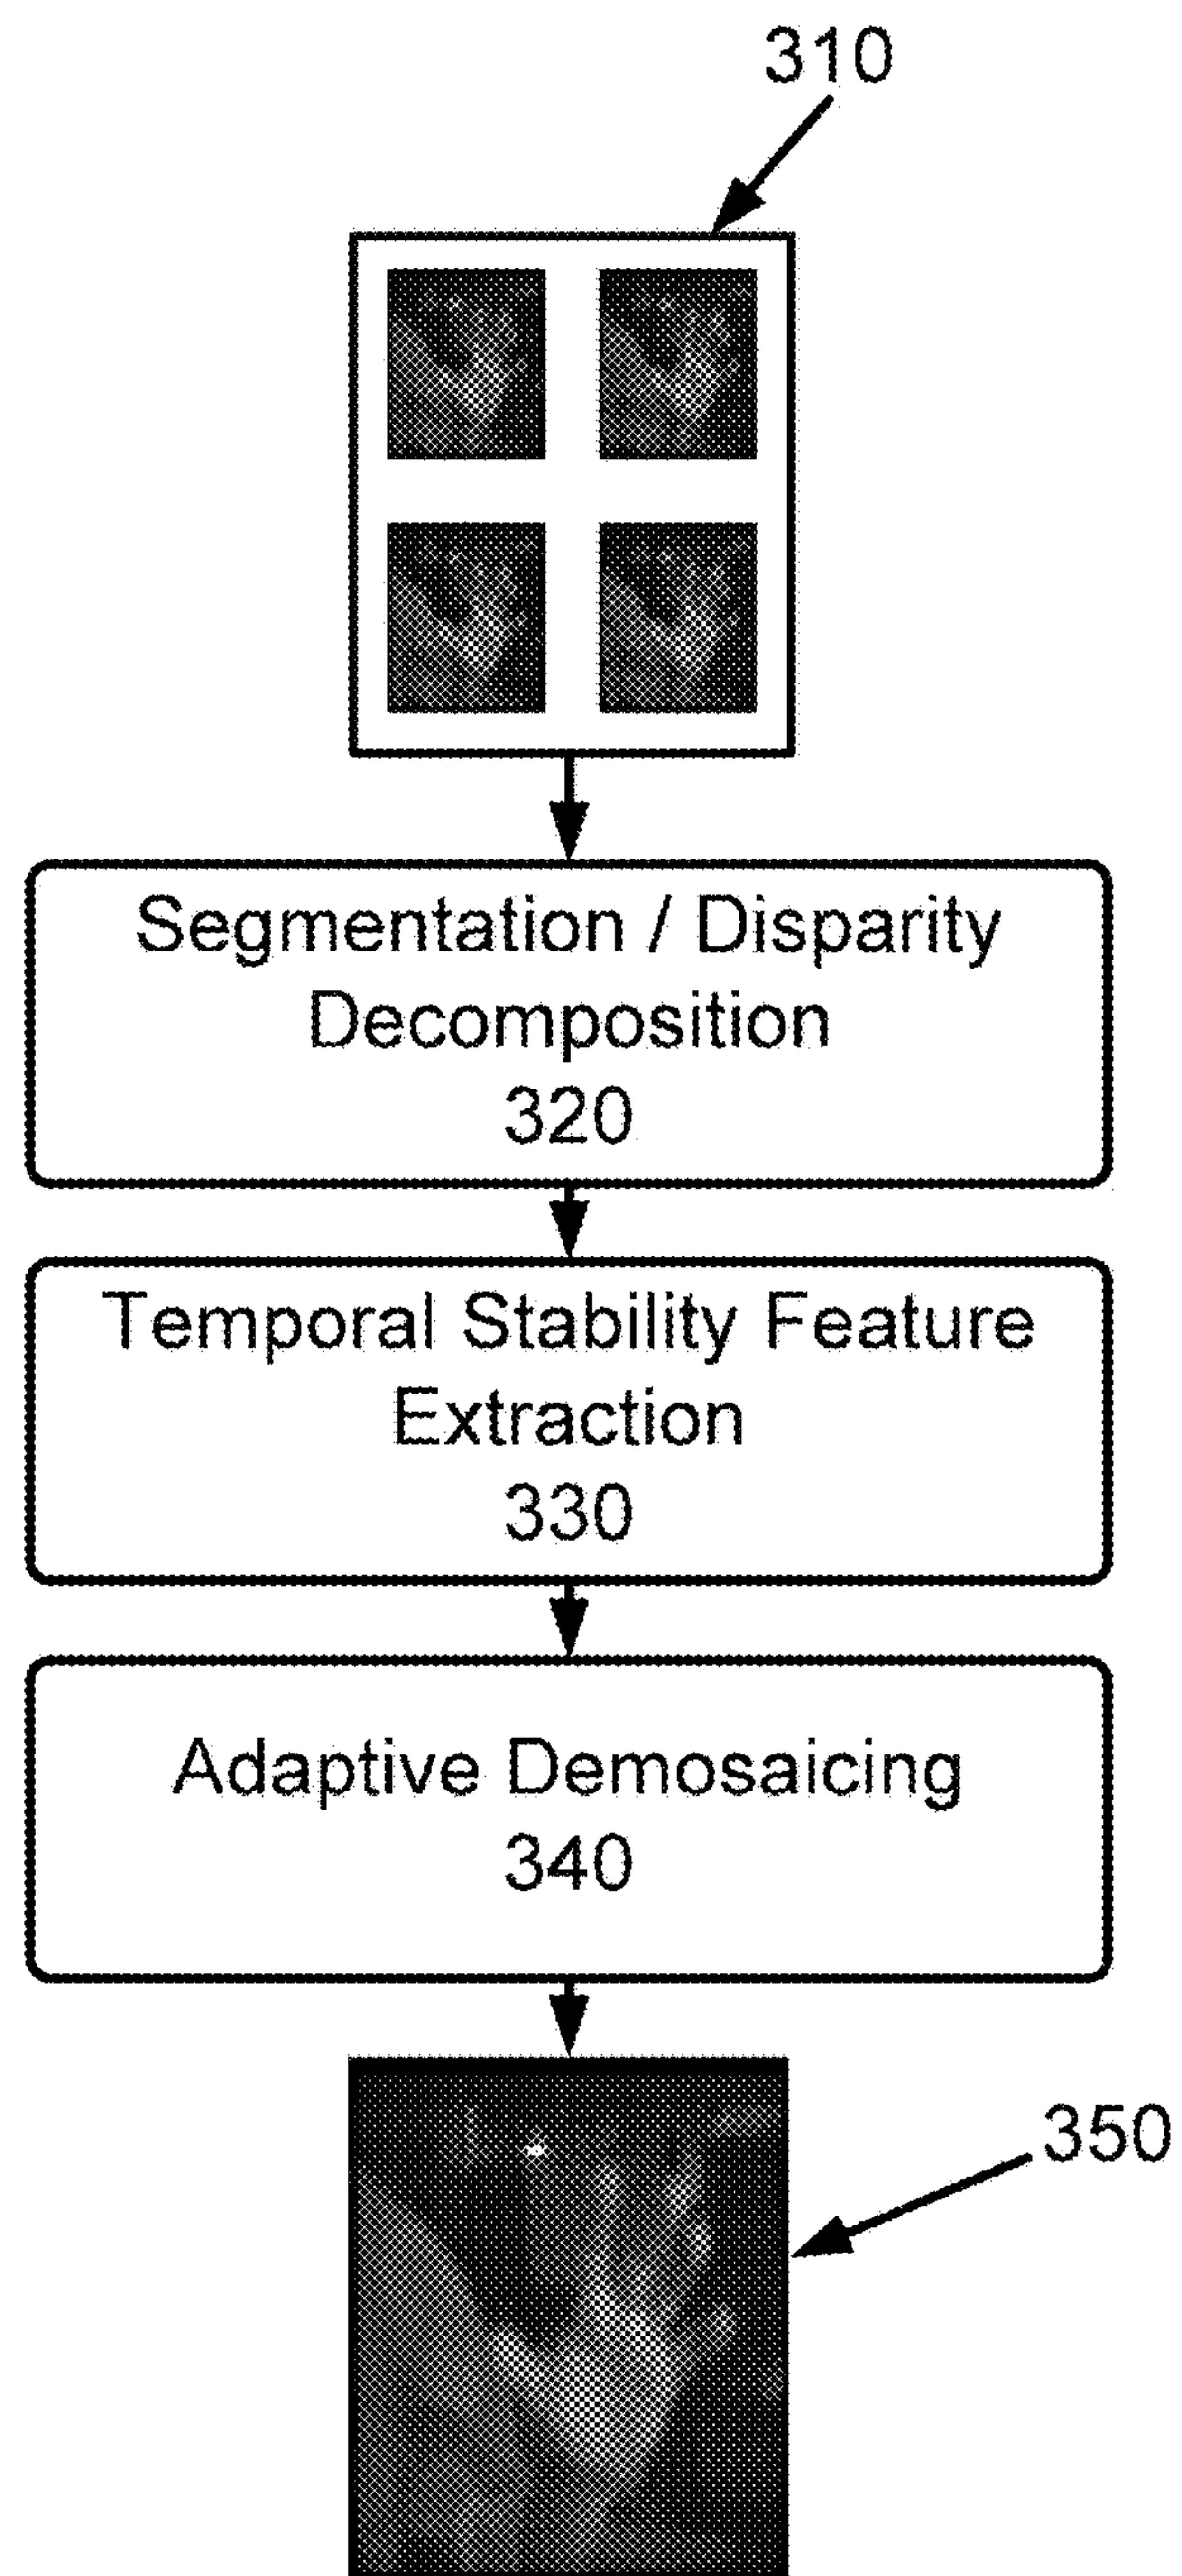 310
Segmentation / Disparity
Decomposition
320
Temporal Stability Feature
Extraction
330
Adaptive Demosaicing
340
350